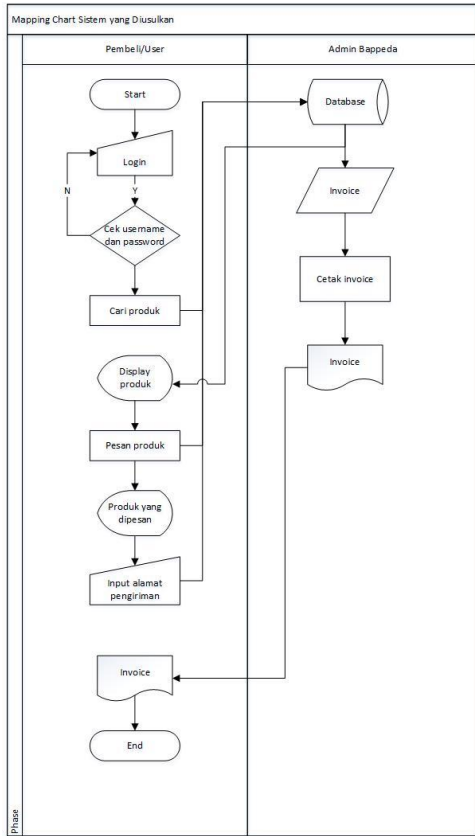 Mapping Chart Sistem yang Diusulkan
Pembeli/User
Admin Bappeda
Start
Login
N
Y
Cek username
dan password
Cari produk
Display
produk
Pesan produk
Produk yang
dipesan
Input alamat
pengiriman
Invoice
End
Database
Invoice
Cetak invoice
Invoice
Phase